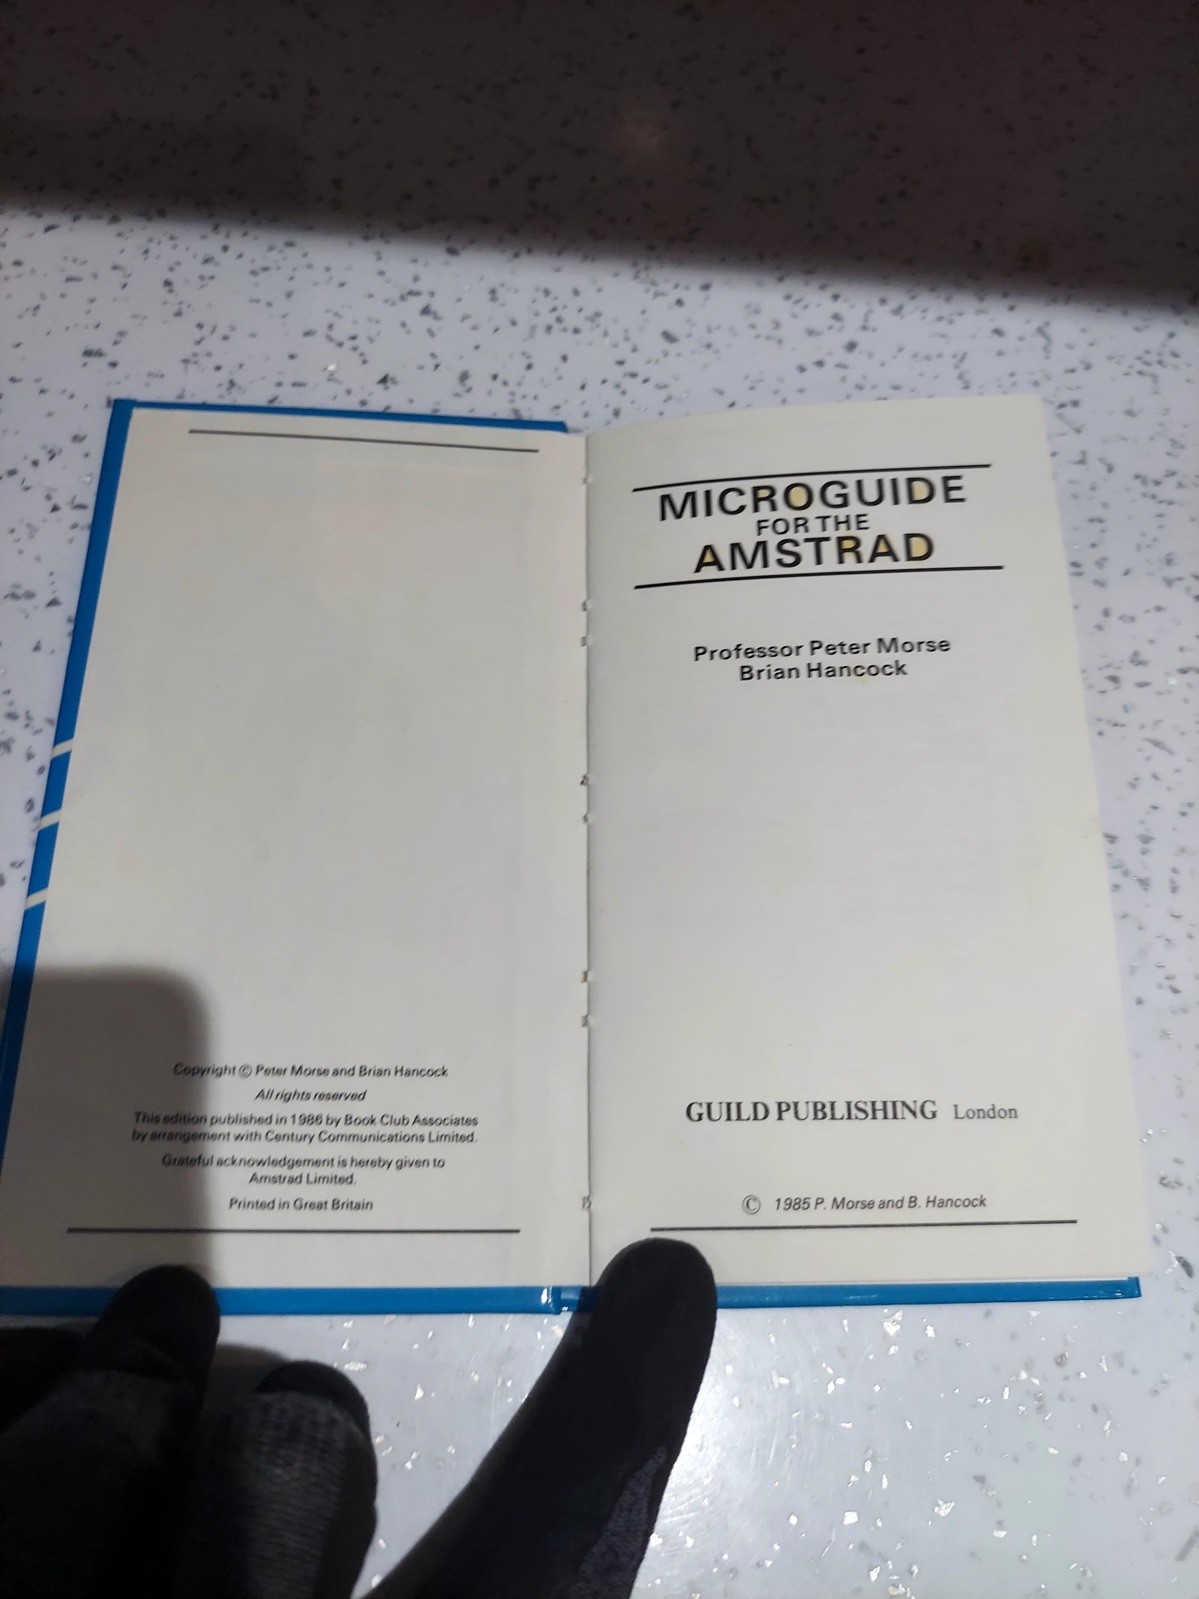 Copyright © Peter Morse and Brian Hancock
All rights reserved
This edition published in 1986 by Book Club Associates
by arrangement with Century Communications Limited.
Grateful acknowledgement is hereby given to
Amstrad Limited.
Printed in Great Britain
MICROGUIDE
FOR THE
AMSTRAD
Professor Peter Morse
Brian Hancock
GUILD PUBLISHING London
© 1985 P. Morse and B. Hancock